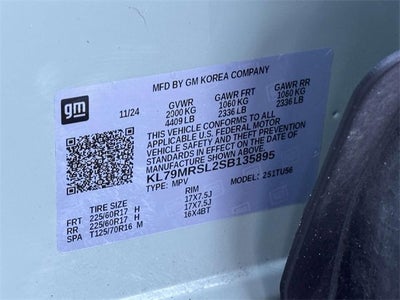 gm
MFD BY GM KOREA COMPANY
11/24
GVWR GAWR FRT GAWR RR
2000 KG 1060 KG 1060 KG
4409 LB 2336 LB 2336 LB
THIS VEHICLE CONFORMS TO ALL
APPLICABLE U.S. FEDERAL MOTOR
VEHICLE SAFETY AND THEFT PREVENTION
STANDARDS IN EFFECT ON THE DATE OF
MANUFACTURE SHOWN ABOVE.
KL79MRSL2SB135895
TYPE: MPV MODEL: 251TU56
TIRE SIZE RIM
FRT 225/60R17 H 17X7.5J
RR 225/60R17 H 17X7.5J
SPA T125/70R16 M 16X4BT